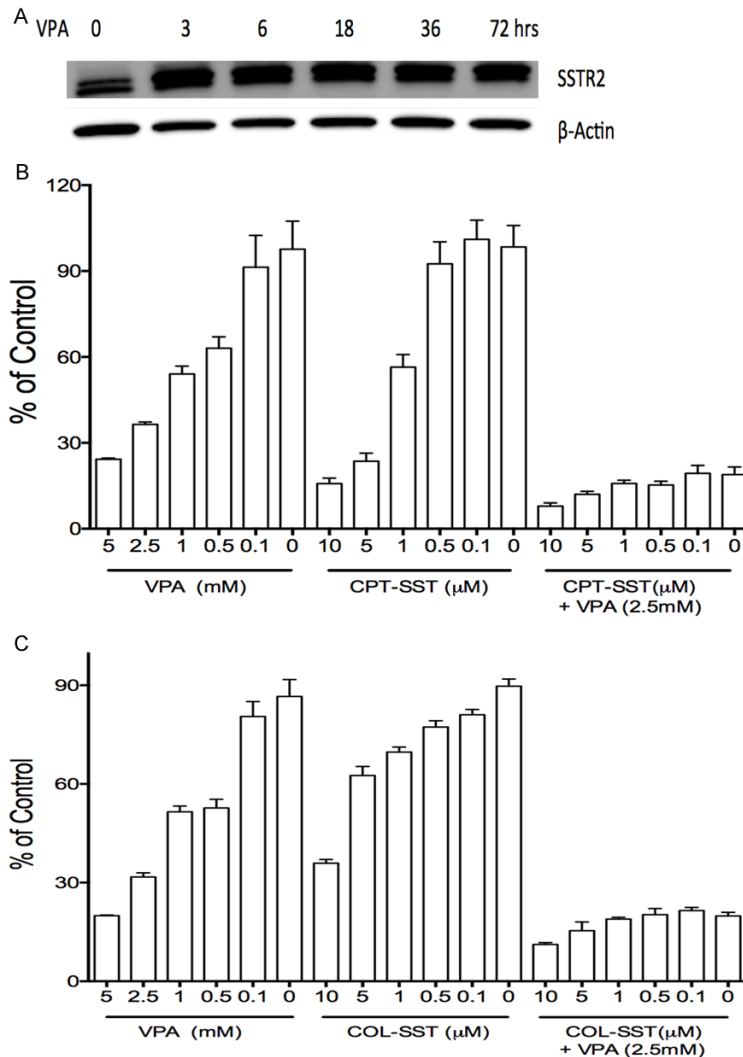 A
VPA 0 3 6 18 36 72 hrs
SSTR2
β-Actin
B
% of Control
120
90
60
30
0
5 2.5 1 0.5 0.1 0 10 5 1 0.5 0.1 0 10 5 1 0.5 0.1 0
VPA (mM) CPT-SST (μM) CPT-SST(μM)
+ VPA (2.5mM)
C
% of Control
90
60
30
0
5 2.5 1 0.5 0.1 0 10 5 1 0.5 0.1 0 10 5 1 0.5 0.1 0
VPA (mM) COL-SST (μM) COL-SST(μM)
+ VPA (2.5mM)